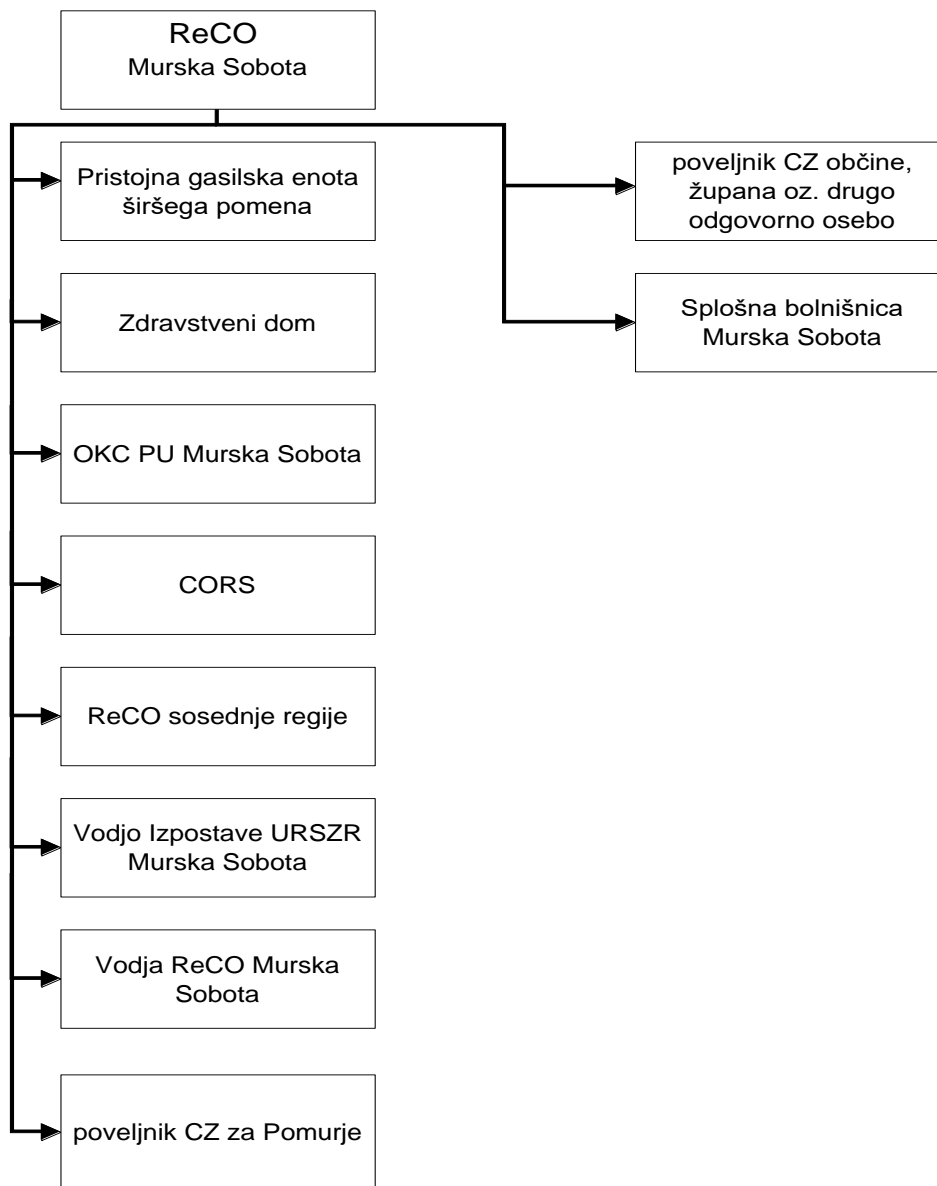 ReCO
Murska Sobota
Pristojna gasilska enota
širšega pomena
poveljnik CZ občine,
župana oz. drugo
odgovorno osebo
Zdravstveni dom
Splošna bolnišnica
Murska Sobota
OKC PU Murska Sobota
CORS
ReCO sosednje regije
Vodjo Izpostave URSZR
Murska Sobota
Vodja ReCO Murska
Sobota
poveljnik CZ za Pomurje